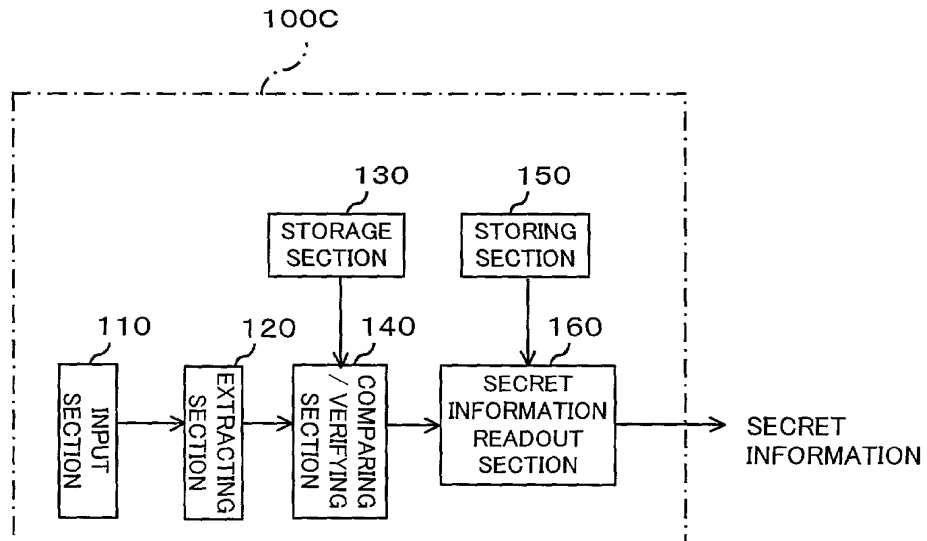 100C
130
150
STORAGE
SECTION
STORING
SECTION
110
120
140
160
INPUT
SECTION
EXTRACTING
SECTION
COMPARING
/ VERIFYING
SECTION
SECRET
INFORMATION
READOUT
SECTION
SECRET
INFORMATION